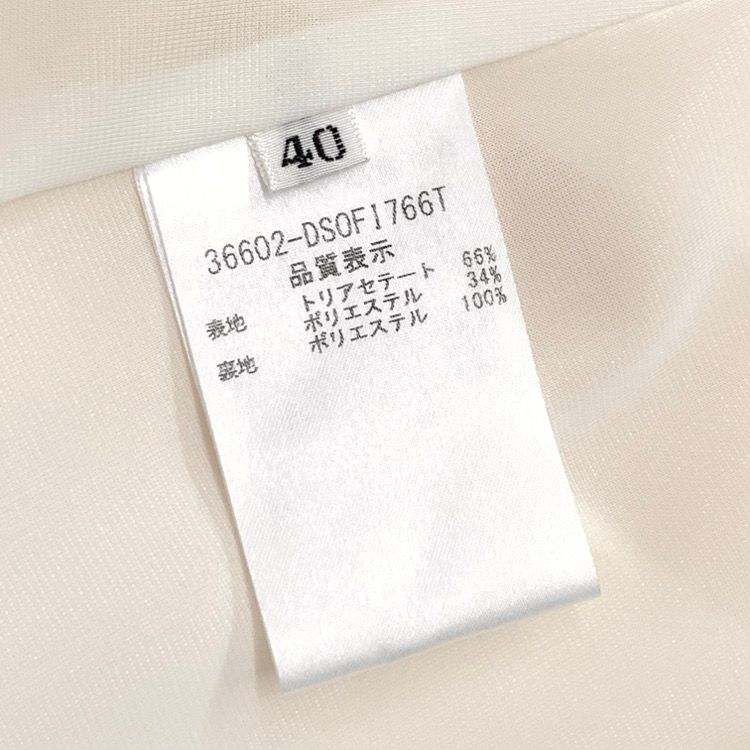 40
36602-DSOF1766T
品質表示
表地 トリアセテート 66%
ポリエステル 34%
裏地 ポリエステル 100%